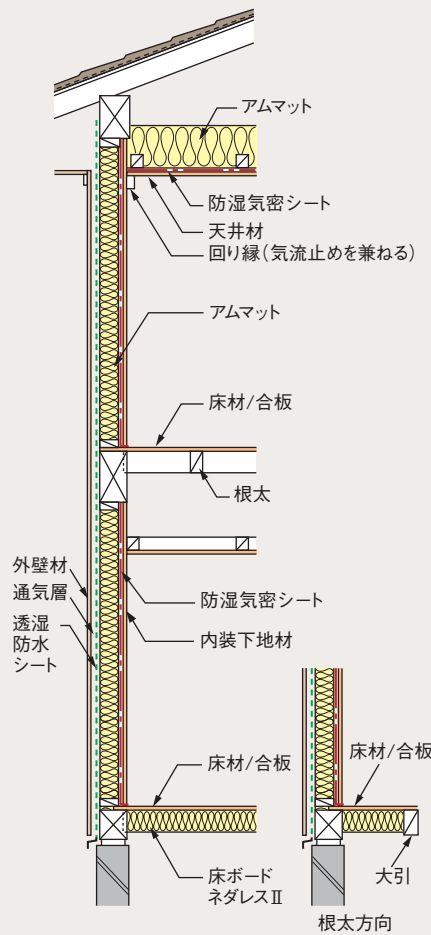 アムマット
防湿気密シート
天井材
回り縁(気流止めを兼ねる)
アムマット
床材/合板
根太
外壁材
通気層
透湿
防水
シート
防湿気密シート
内装下地材
床材/合板
床材/合板
床ボード
ネダレスⅡ
大引
根太方向